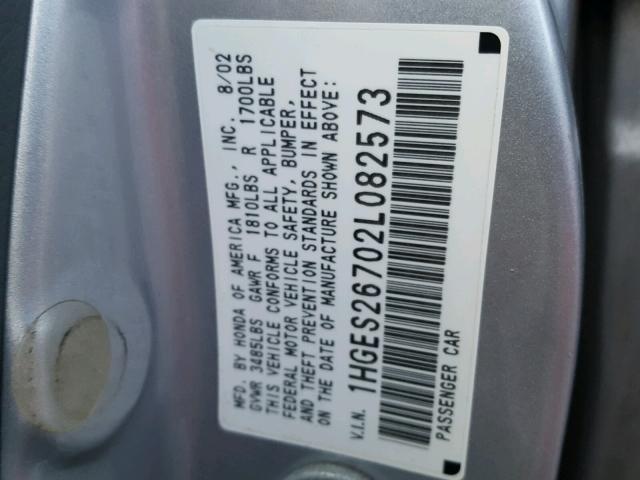 MFD. BY HONDA OF AMERICA MFG., INC. 8/02
GVWR 3485LBS GAWR F 1810LBS R 1700LBS
THIS VEHICLE CONFORMS TO ALL APPLICABLE
FEDERAL MOTOR VEHICLE SAFETY, BUMPER,
AND THEFT PREVENTION STANDARDS IN EFFECT
ON THE DATE OF MANUFACTURE SHOWN ABOVE:
V.I.N. 1HGES26702L082573
PASSENGER CAR